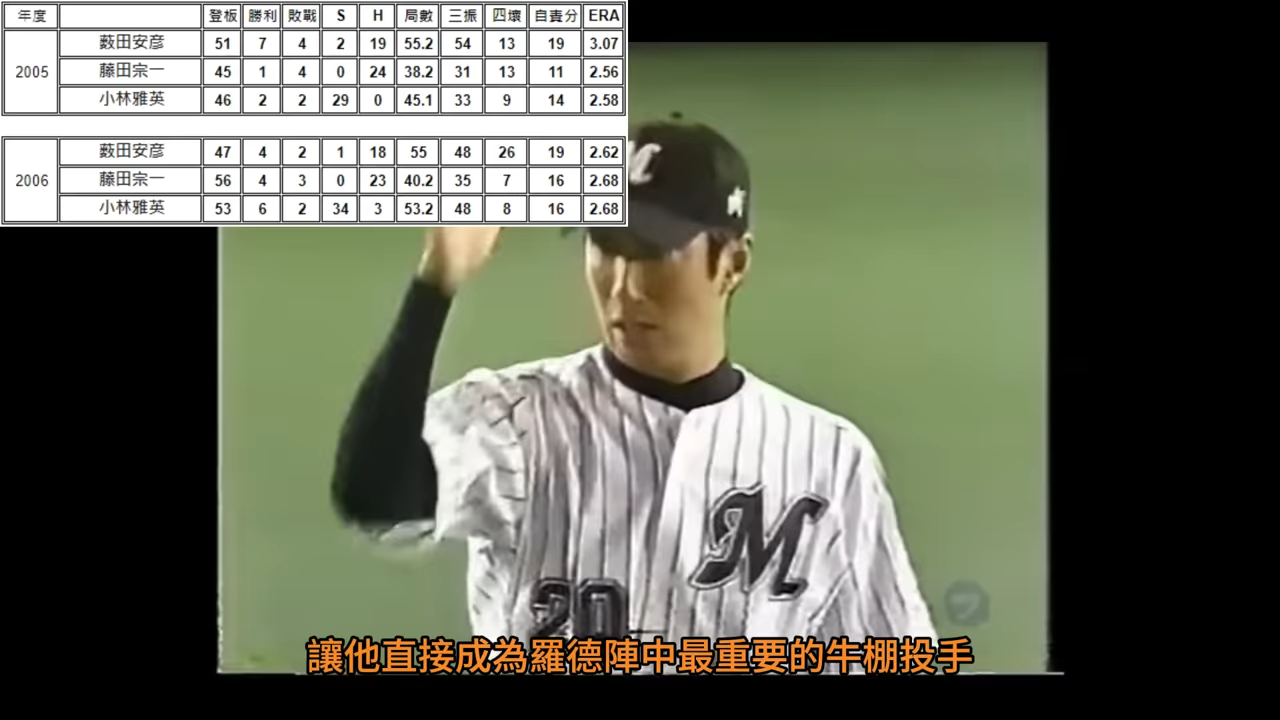 年度 登板 勝利 敗戰 S H 局數 三振 四壞 自責分 ERA
2005 薮田安彥 51 7 4 2 19 55.2 54 13 19 3.07
藤田宗一 45 1 4 0 24 38.2 31 13 11 2.56
小林雅英 46 2 2 29 0 45.1 33 9 14 2.58
2006 薮田安彥 47 4 2 1 18 55 48 26 19 2.62
藤田宗一 56 4 3 0 23 40.2 35 7 16 2.68
小林雅英 53 6 2 34 3 53.2 48 8 16 2.68
M
M
20
讓他直接成為羅德陣中最重要的牛棚投手